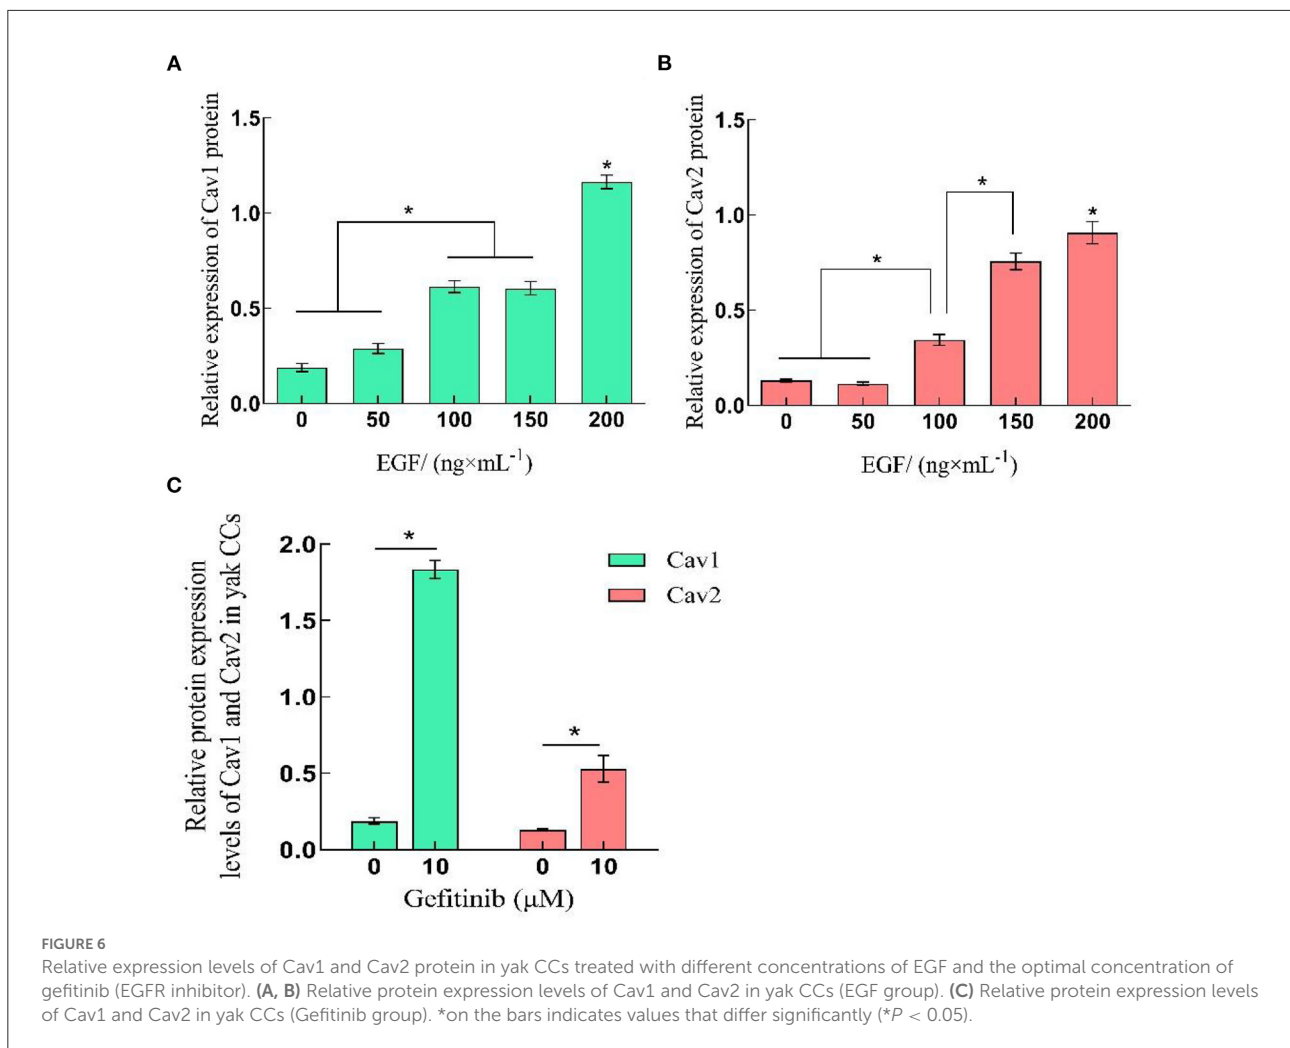 A
Relative expression of Cav1 protein
1.5
1.0
0.5
0.0
*
*
0 50 100 150 200
EGF/ (ng×mL⁻¹)
B
Relative expression of Cav2 protein
1.5
1.0
0.5
0.0
*
*
*
0 50 100 150 200
EGF/ (ng×mL⁻¹)
C
Relative protein expression
levels of Cav1 and Cav2 in yak CCs
2.0
1.5
1.0
0.5
0.0
*
*
Cav1
Cav2
0 10 0 10
Gefitinib (μM)
FIGURE 6
Relative expression levels of Cav1 and Cav2 protein in yak CCs treated with different concentrations of EGF and the optimal concentration of
gefitinib (EGFR inhibitor). (A, B) Relative protein expression levels of Cav1 and Cav2 in yak CCs (EGF group). (C) Relative protein expression levels
of Cav1 and Cav2 in yak CCs (Gefitinib group). *on the bars indicates values that differ significantly (*P < 0.05).